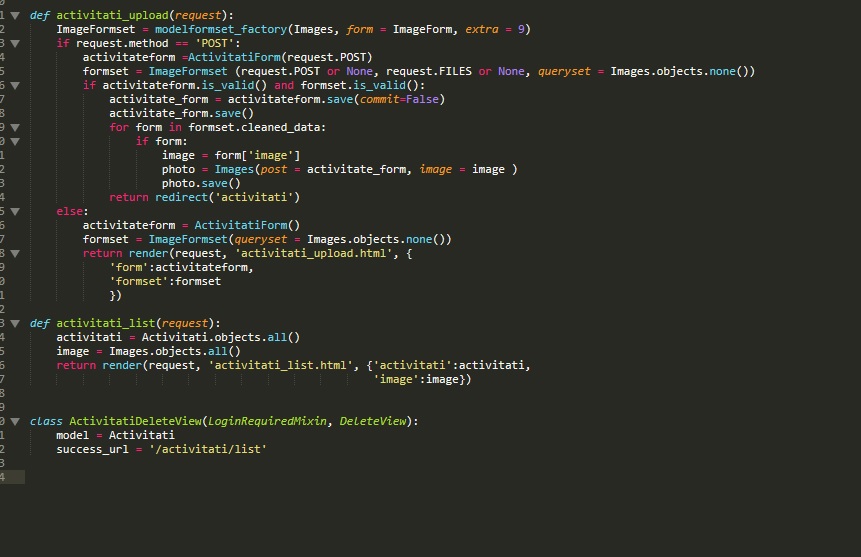 1 def activitati_upload(request):
2 ImageFormset = modelformset_factory(Images, form = ImageForm, extra = 9)
3 if request.method == 'POST':
4 activitateform =ActivitatiForm(request.POST)
5 formset = ImageFormset (request.POST or None, request.FILES or None, queryset = Images.objects.none())
6 if activitateform.is_valid() and formset.is_valid():
7 activitate_form = activitateform.save(commit=False)
8 activitate_form.save()
9 for form in formset.cleaned_data:
0 if form:
1 image = form['image']
2 photo = Images(post = activitate_form, image = image )
3 photo.save()
4 return redirect('activitati')
5 else:
6 activitateform = ActivitatiForm()
7 formset = ImageFormset(queryset = Images.objects.none())
8 return render(request, 'activitati_upload.html', {
9 'form':activitateform,
0 'formset':formset
1 })
2
3 def activitati_list(request):
4 activitati = Activitati.objects.all()
5 image = Images.objects.all()
6 return render(request, 'activitati_list.html', {'activitati':activitati,
7 'image':image})
8
9
0 class ActivitatiDeleteView(LoginRequiredMixin, DeleteView):
1 model = Activitati
2 success_url = '/activitati/list'
3
4